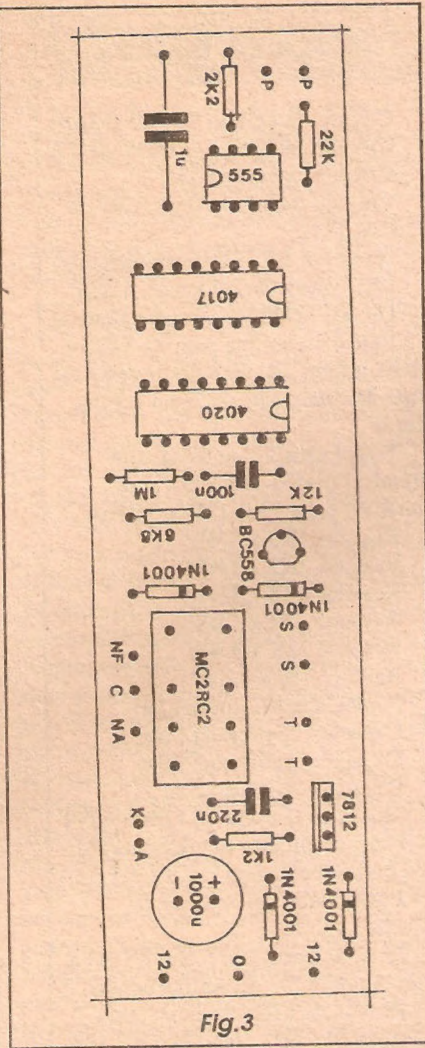 2K2
P
P
22K
1u
555
4017
4020
1M
100n
12K
6K8
BC558
1N4001
1N4001
S
S
NF
C
NA
MC2RC2
T
T
220n
7812
K
A
1K2
+
1000u
-
1N4001
1N4001
12
0
12
Fig.3